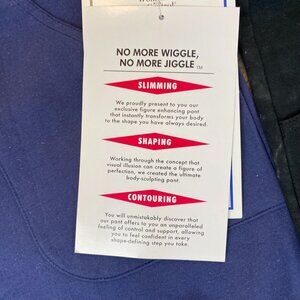 NO MORE WIGGLE,
NO MORE JIGGLE TM
SLIMMING
We proudly present to you our
exclusive figure enhancing pant
that instantly transforms your body
to the shape you have always desired.
SHAPING
Working through the concept that
visual illusion can create a figure of
perfection, we created the ultimate
body-sculpting pant.
CONTOURING
You will unmistakably discover that
our pant offers to you an unparalleled
feeling of control and support, allowing
you to feel confident in every
shape-defining step you take.